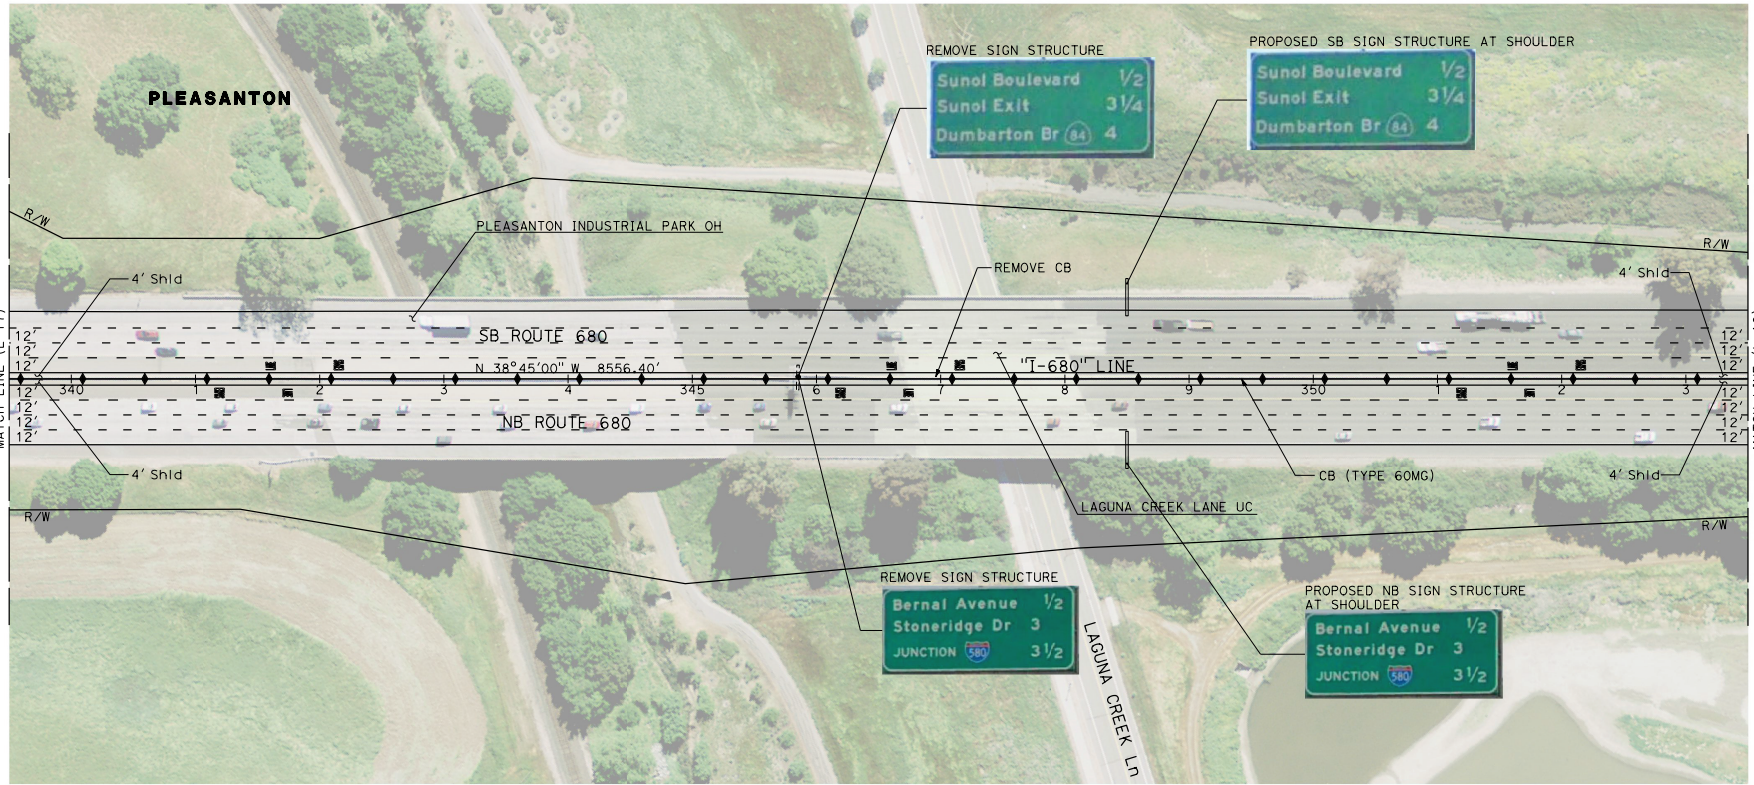 PLEASANTON
REMOVE SIGN STRUCTURE
Sunol Boulevard 1/2
Sunol Exit 3 1/4
Dumbarton Br 84 4
PROPOSED SB SIGN STRUCTURE AT SHOULDER
Sunol Boulevard 1/2
Sunol Exit 3 1/4
Dumbarton Br 84 4
R/W
R/W
PLEASANTON INDUSTRIAL PARK OH
4' Shld
REMOVE CB
4' Shld
SB ROUTE 680
12'
12'
12'
12'
12'
12'
N 38°45'00" W 8556.40'
"I-680" LINE
340 1 2 3 4 345 6 7 8 9 350 1 2 3
12'
12'
12'
12'
12'
12'
NB ROUTE 680
4' Shld
CB (TYPE 60MG)
4' Shld
LAGUNA CREEK LANE UC
R/W
R/W
REMOVE SIGN STRUCTURE
Bernal Avenue 1/2
Stoneridge Dr 3
JUNCTION 580 3 1/2
PROPOSED NB SIGN STRUCTURE
AT SHOULDER
Bernal Avenue 1/2
Stoneridge Dr 3
JUNCTION 580 3 1/2
LAGUNA CREEK Ln